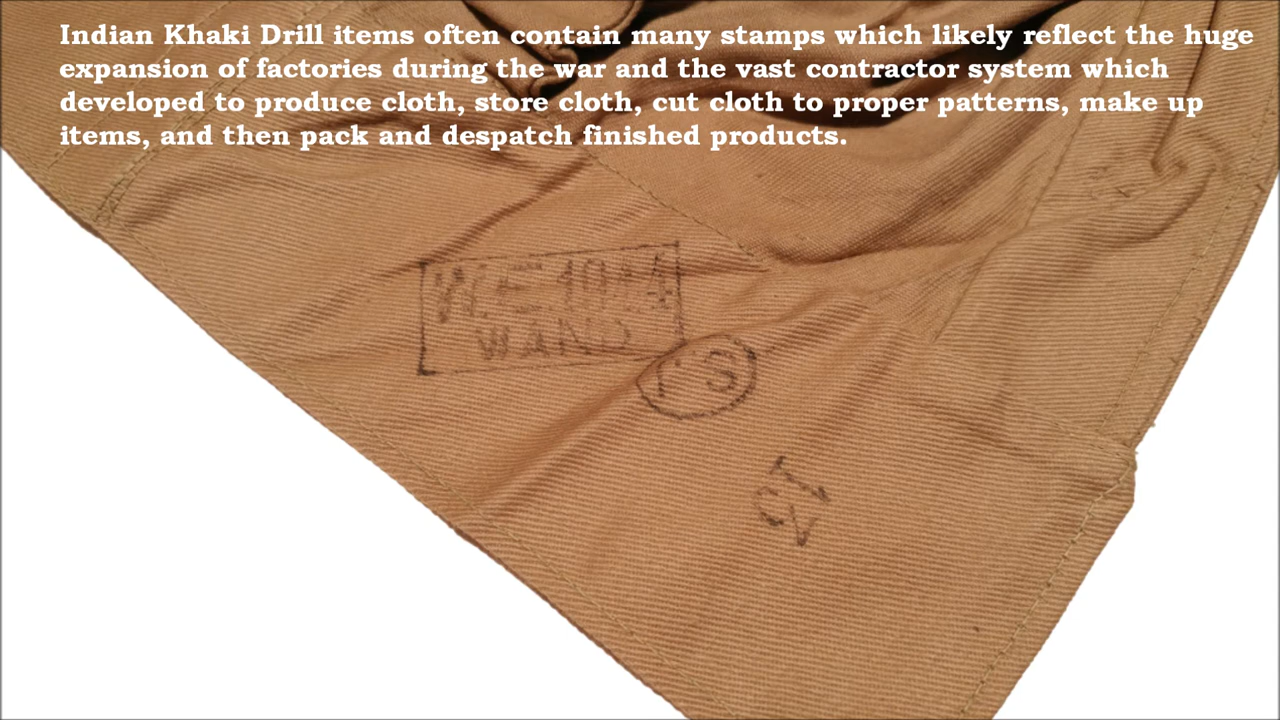 Indian Khaki Drill items often contain many stamps which likely reflect the huge
expansion of factories during the war and the vast contractor system which
developed to produce cloth, store cloth, cut cloth to proper patterns, make up
items, and then pack and despatch finished products.
W.E 1944
WAND
S
12